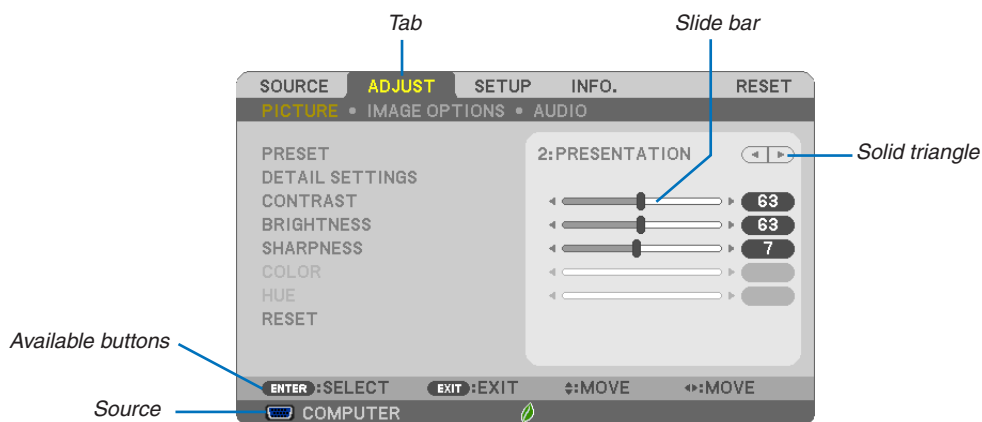 Tab
Slide bar
SOURCE ADJUST SETUP INFO. RESET
PICTURE • IMAGE OPTIONS • AUDIO
PRESET 2:PRESENTATION
Solid triangle
DETAIL SETTINGS
CONTRAST 63
BRIGHTNESS 63
SHARPNESS 7
COLOR
HUE
RESET
Available buttons
ENTER :SELECT EXIT :EXIT :MOVE :MOVE
Source
COMPUTER